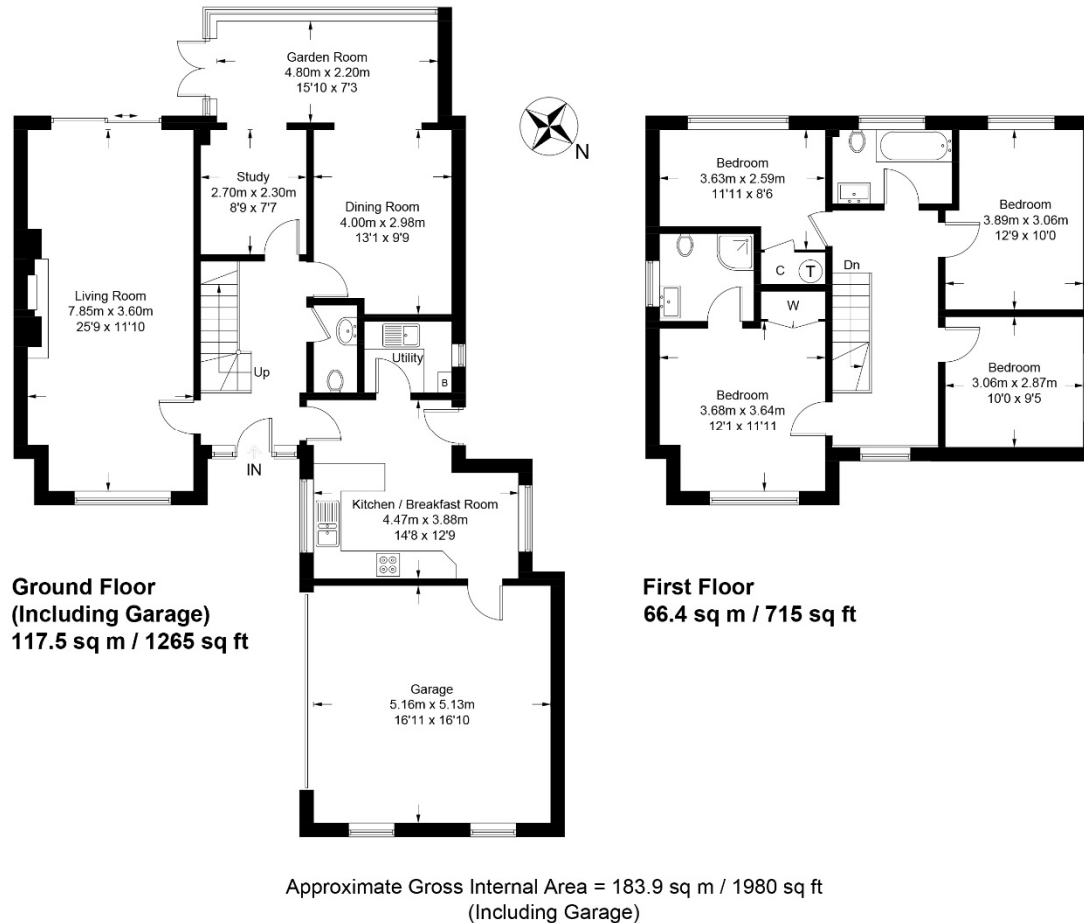 Garden Room
4.80m x 2.20m
15'10 x 7'3
N
Study
2.70m x 2.30m
8'9 x 7'7
Dining Room
4.00m x 2.98m
13'1 x 9'9
Living Room
7.85m x 3.60m
25'9 x 11'10
Up
Utility
B
IN
Kitchen / Breakfast Room
4.47m x 3.88m
14'8 x 12'9
Garage
5.16m x 5.13m
16'11 x 16'10
Ground Floor
(Including Garage)
117.5 sq m / 1265 sq ft
Bedroom
3.63m x 2.59m
11'11 x 8'6
Bedroom
3.89m x 3.06m
12'9 x 10'0
C
T
Dn
W
Bedroom
3.68m x 3.64m
12'1 x 11'11
Bedroom
3.06m x 2.87m
10'0 x 9'5
First Floor
66.4 sq m / 715 sq ft
Approximate Gross Internal Area = 183.9 sq m / 1980 sq ft
(Including Garage)